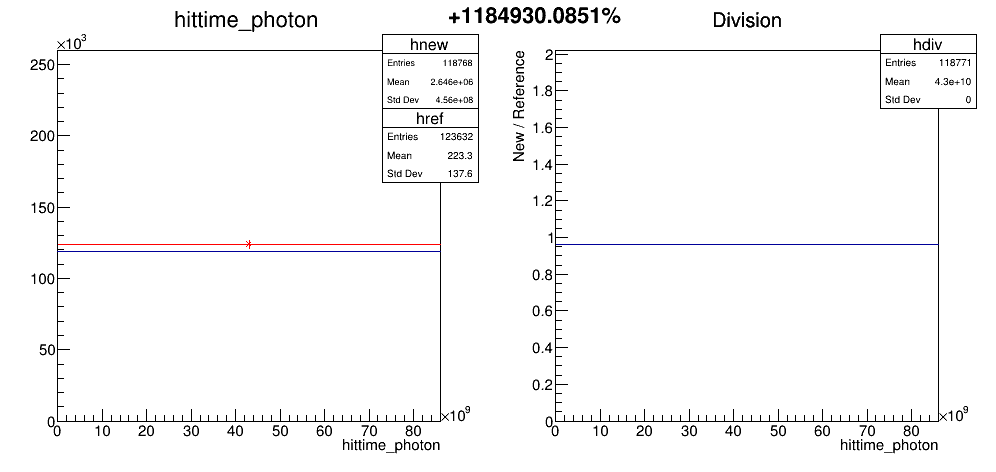 +1184930.0851%
hittime_photon
×10³
250
200
150
100
50
0
0 10 20 30 40 50 60 70 80
×10⁹
hittime_photon
hnew
Entries 118768
Mean 2.646e+06
Std Dev 4.56e+08
href
Entries 123632
Mean 223.3
Std Dev 137.6
Division
New / Reference
2
1.8
1.6
1.4
1.2
1
0.8
0.6
0.4
0.2
0
0 10 20 30 40 50 60 70 80
×10⁹
hittime_photon
hdiv
Entries 118771
Mean 4.3e+10
Std Dev 0